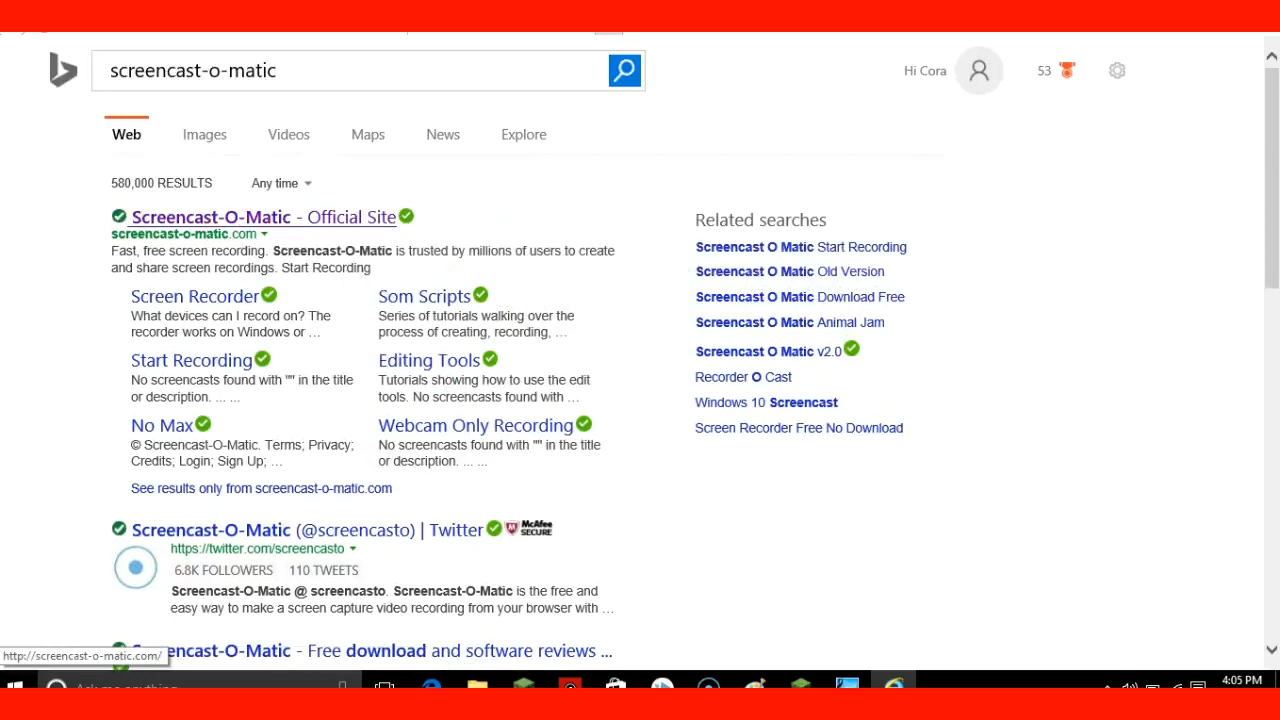 screencast-o-matic
Hi Cora
53
Web Images Videos Maps News Explore
580,000 RESULTS Any time
Screencast-O-Matic - Official Site
screencast-o-matic.com
Fast, free screen recording. Screencast-O-Matic is trusted by millions of users to create
and share screen recordings. Start Recording
Screen Recorder
What devices can I record on? The
recorder works on Windows or ...
Som Scripts
Series of tutorials walking over the
process of creating, recording, ...
Start Recording
No screencasts found with "" in the title
or description. ... ...
Editing Tools
Tutorials showing how to use the edit
tools. No screencasts found with ...
No Max
© Screencast-O-Matic. Terms; Privacy;
Credits; Login; Sign Up; ...
Webcam Only Recording
No screencasts found with "" in the title
or description. ... ...
See results only from screencast-o-matic.com
Screencast-O-Matic (@screencasto) | Twitter McAfee SECURE
https://twitter.com/screencasto
6.8K FOLLOWERS 110 TWEETS
Screencast-O-Matic @ screencasto. Screencast-O-Matic is the free and
easy way to make a screen capture video recording from your browser with ...
encast-O-Matic - Free download and software reviews ...
Related searches
Screencast O Matic Start Recording
Screencast O Matic Old Version
Screencast O Matic Download Free
Screencast O Matic Animal Jam
Screencast O Matic v2.0
Recorder O Cast
Windows 10 Screencast
Screen Recorder Free No Download
http://screencast-o-matic.com/
Ask me anything
4:05 PM